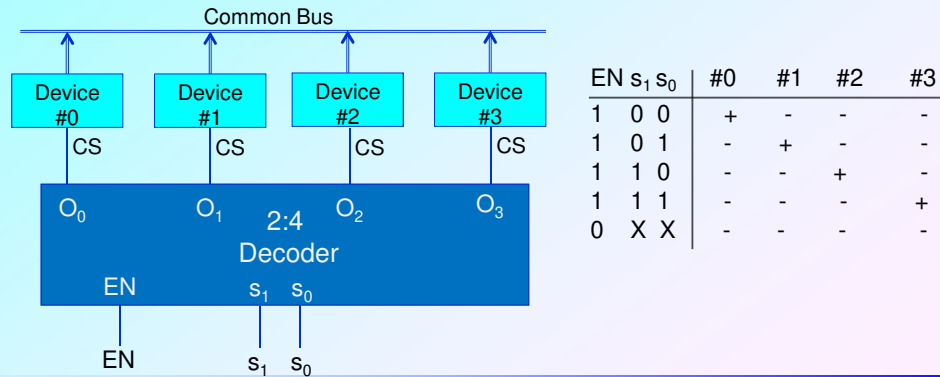 Common Bus
Device #0
Device #1
Device #2
Device #3
CS CS CS CS
O₀ O₁ O₂ O₃
2:4
Decoder
EN s₁ s₀
EN s₁ s₀
EN s₁ s₀ #0 #1 #2 #3
1 0 0 + - - -
1 0 1 - + - -
1 1 0 - - + -
1 1 1 - - - +
0 X X - - - -